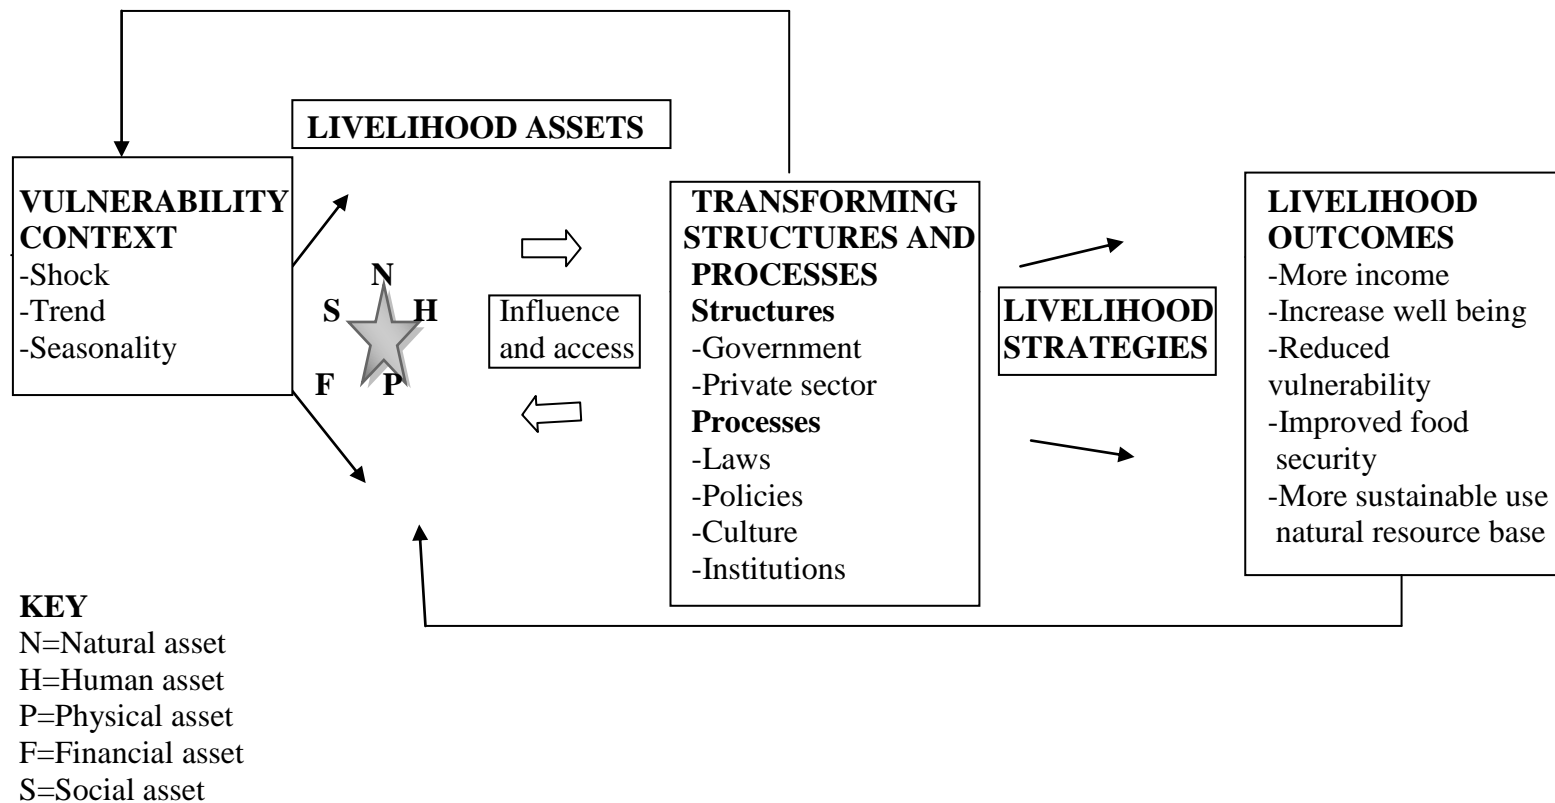 LIVELIHOOD ASSETS
VULNERABILITY
CONTEXT
-Shock
-Trend
-Seasonality
N
S
H
F
P
Influence
and access
TRANSFORMING
STRUCTURES AND
PROCESSES
Structures
-Government
-Private sector
Processes
-Laws
-Policies
-Culture
-Institutions
LIVELIHOOD
STRATEGIES
LIVELIHOOD
OUTCOMES
-More income
-Increase well being
-Reduced
vulnerability
-Improved food
security
-More sustainable use
natural resource base
KEY
N=Natural asset
H=Human asset
P=Physical asset
F=Financial asset
S=Social asset